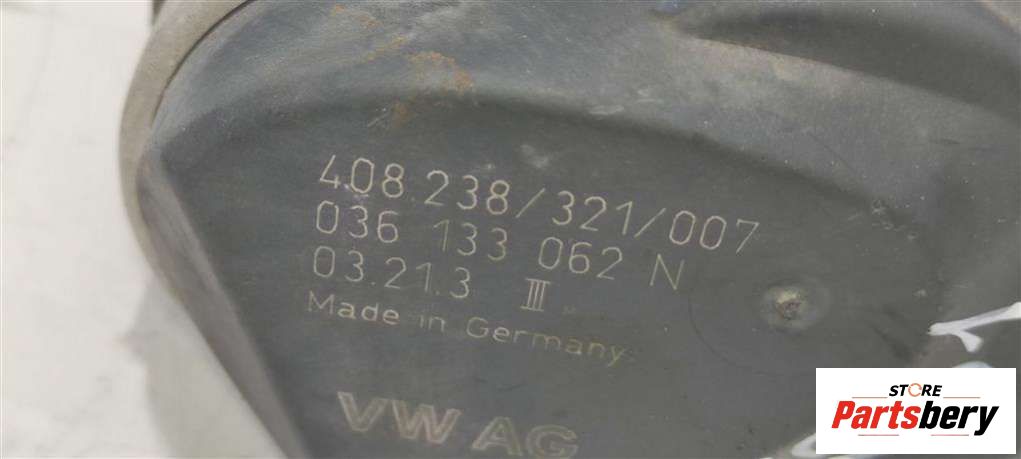 408.238/321/007
036 133 062 N
03.21.3 III
Made in Germany
VW AG
STORE
Partsbery